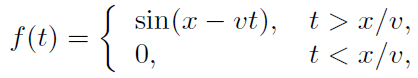 f(t) = { sin(x − vt), t > x/v,
0, t < x/v,